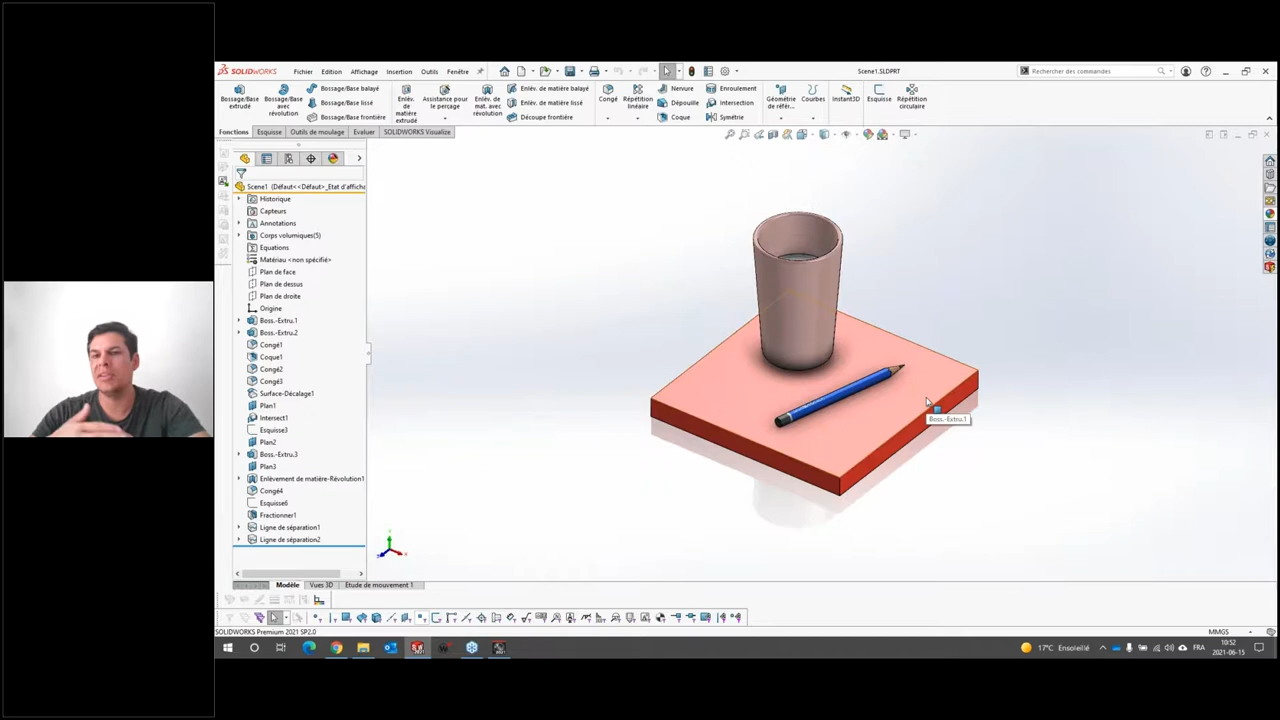 SOLIDWORKS Fichier Edition Affichage Insertion Outils Fenêtre Scene1.SLDPRT Rechercher des commandes
Bossage/Base extrudé
Bossage/Base avec révolution
Bossage/Base balayé
Bossage/Base lissé
Bossage/Base frontière
Enlèv. de matière extrudé
Assistance pour le perçage
Enlèv. de mat. avec révolution
Enlèv. de matière balayé
Enlèv. de matière lissé
Découpe frontière
Congé
Répétition linéaire
Nervure
Dépouille
Coque
Enroulement
Intersection
Symétrie
Géométrie de référ...
Courbes
Instant3D
Esquisse
Répétition circulaire
Fonctions Esquisse Outils de moulage Evaluer SOLIDWORKS Visualize
Scene1 (Défaut<<Défaut>_Etat d'afficha
Historique
Capteurs
Annotations
Corps volumiques(5)
Equations
Matériau <non spécifié>
Plan de face
Plan de dessus
Plan de droite
Origine
Boss.-Extru.1
Boss.-Extru.2
Congé1
Coque1
Congé2
Congé3
Surface-Décalage1
Plan1
Intersect1
Esquisse3
Plan2
Boss.-Extru.3
Plan3
Enlèvement de matière-Révolution1
Congé4
Esquisse6
Fractionner1
Ligne de séparation1
Ligne de séparation2
Boss.-Extru.1
Modèle Vues 3D Etude de mouvement 1
SOLIDWORKS Premium 2021 SP2.0 MMGS
17°C Ensoleillé FRA 10:52
2021-06-15